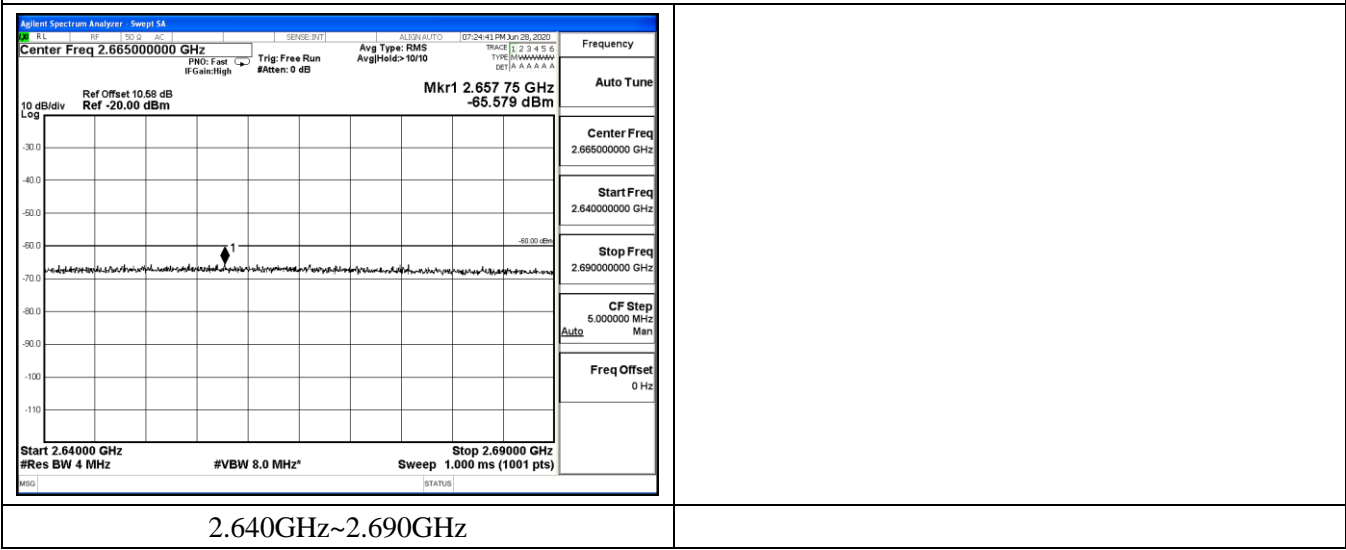 Agilent Spectrum Analyzer - Swept SA
RL RF 50 Ω AC SENSE:INT ALIGN AUTO 07:24:41 PM Jun 28, 2020
Center Freq 2.665000000 GHz
PNO: Fast
IFGain:High
Trig: Free Run
#Atten: 0 dB
Avg Type: RMS
Avg|Hold:>10/10
TRACE 1 2 3 4 5 6
TYPE MWWWWW
DET A A A A A A
Frequency
Mkr1 2.657 75 GHz
-65.579 dBm
Ref Offset 10.58 dB
10 dB/div Ref -20.00 dBm
Log
-30.0
-40.0
-50.0
-60.0
-70.0
-80.0
-90.0
-100
-110
1
-60.00 dBm
Auto Tune
Center Freq
2.665000000 GHz
Start Freq
2.640000000 GHz
Stop Freq
2.690000000 GHz
CF Step
5.000000 MHz
Auto Man
Freq Offset
0 Hz
Start 2.64000 GHz Stop 2.69000 GHz
#Res BW 4 MHz #VBW 8.0 MHz* Sweep 1.000 ms (1001 pts)
MSG STATUS
2.640GHz~2.690GHz